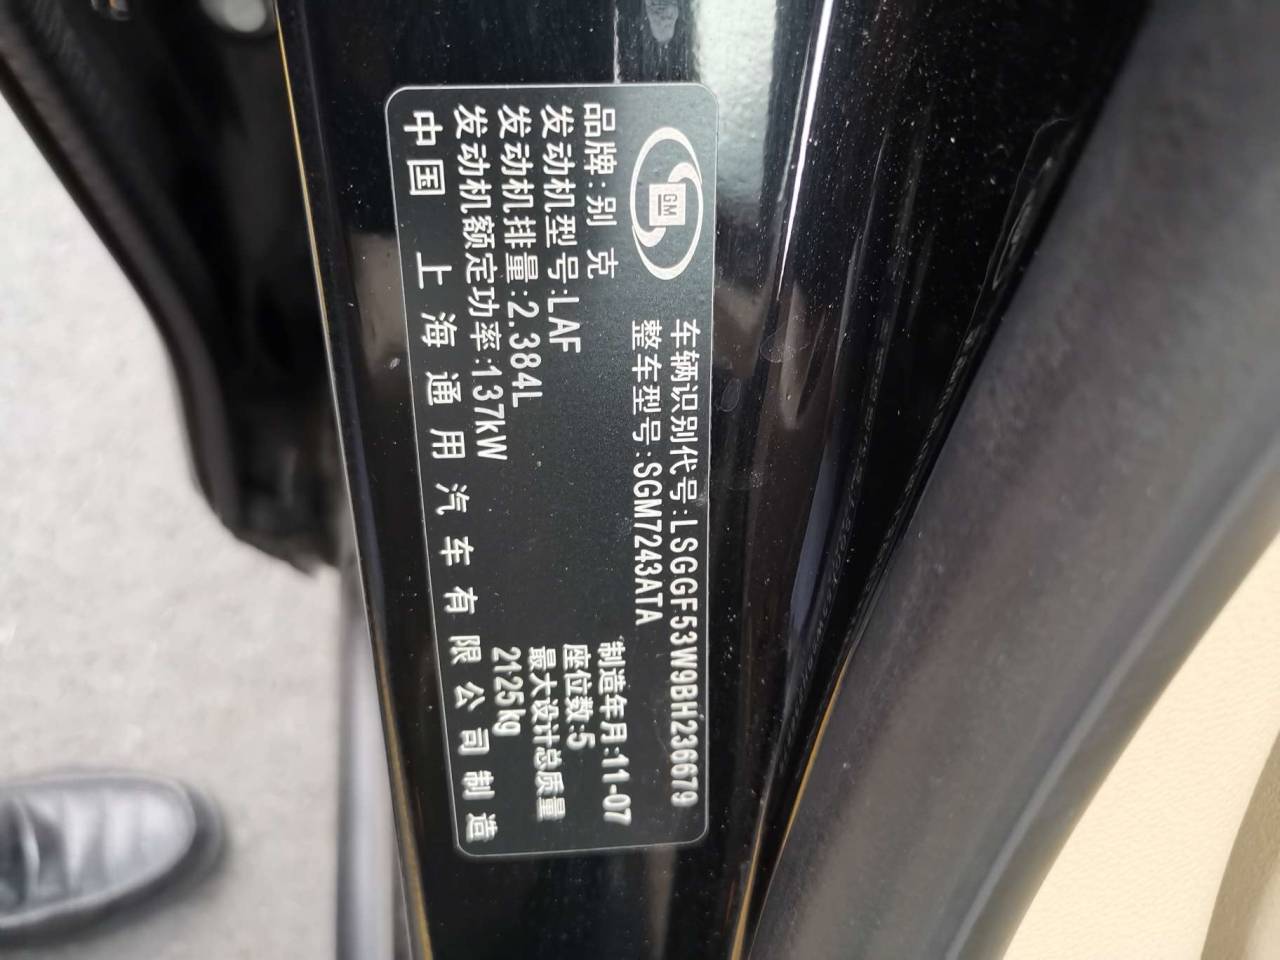 GM
车辆识别代号:LSGGF53W9BH236679
整车型号:SGM7243ATA
品牌:别克
制造年月:11-07
发动机型号:LAF
座位数:5
发动机排量:2.384L
最大设计总质量
发动机额定功率:137kW
2125kg
中国 上海通用汽车有限公司制造